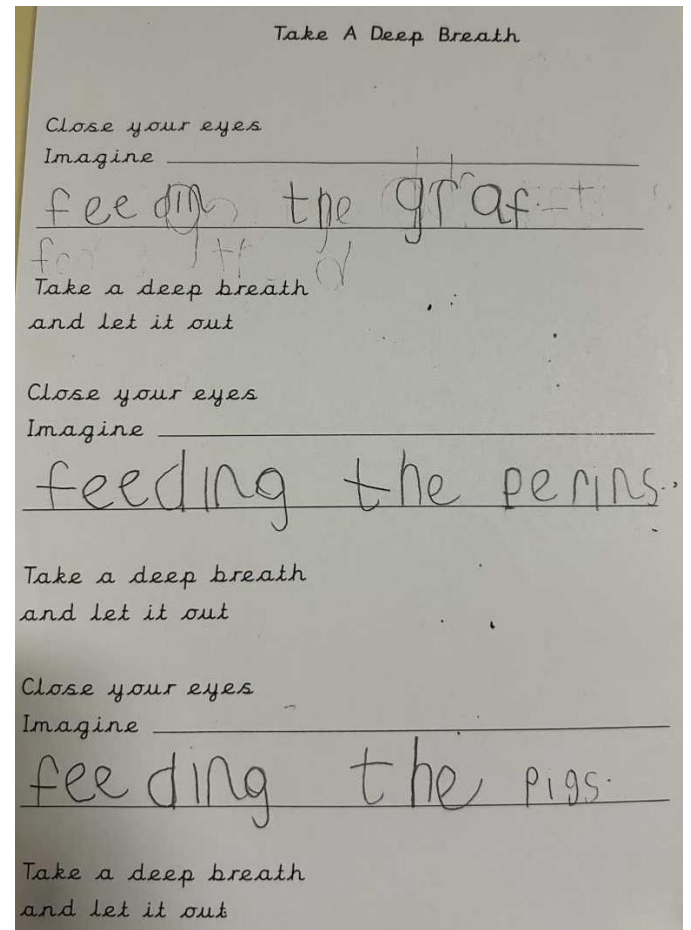 Take A Deep Breath
Close your eyes
Imagine
feeding the graf
Take a deep breath
and let it out
Close your eyes
Imagine
feeding the perins.
Take a deep breath
and let it out
Close your eyes
Imagine
feeding the pigs.
Take a deep breath
and let it out